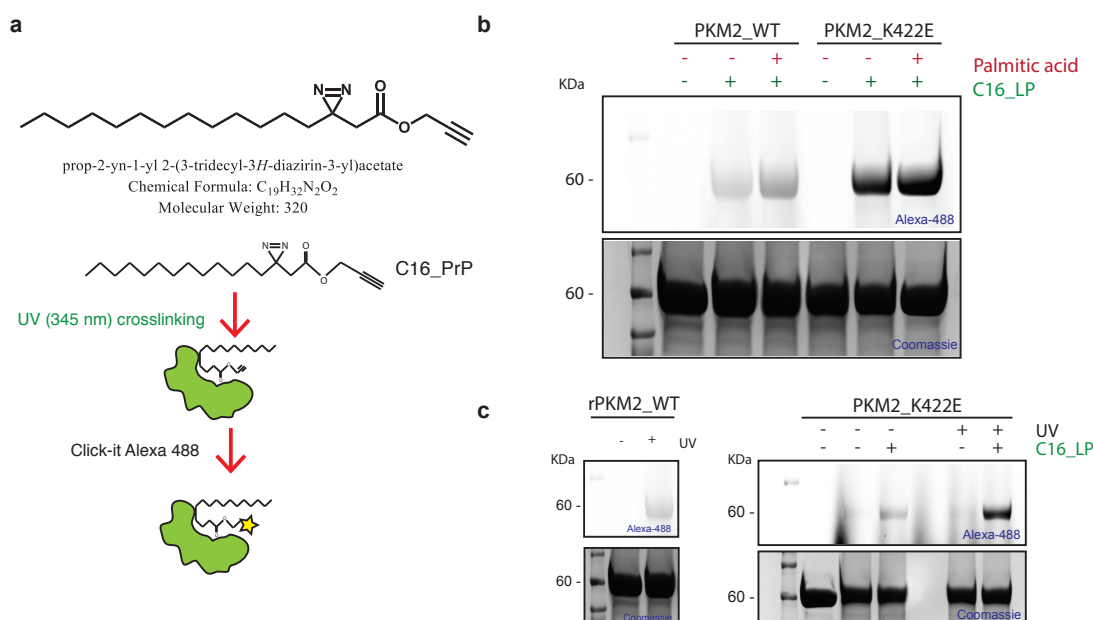 a
N=N
O
O
prop-2-yn-1-yl 2-(3-tridecyl-3H-diazirin-3-yl)acetate
Chemical Formula: C19H32N2O2
Molecular Weight: 320
N=N
O
O
C16_PrP
UV (345 nm) crosslinking
Click-it Alexa 488
b
PKM2_WT PKM2_K422E
- - + - - + Palmitic acid
KDa - + + - + + C16_LP
60 -
Alexa-488
60 -
Coomassie
c
rPKM2_WT
- + UV
KDa
60 -
Alexa-488
60 -
Coomassie
PKM2_K422E
- - - + + UV
- - + - + C16_LP
KDa
60 -
Alexa-488
60 -
Coomassie